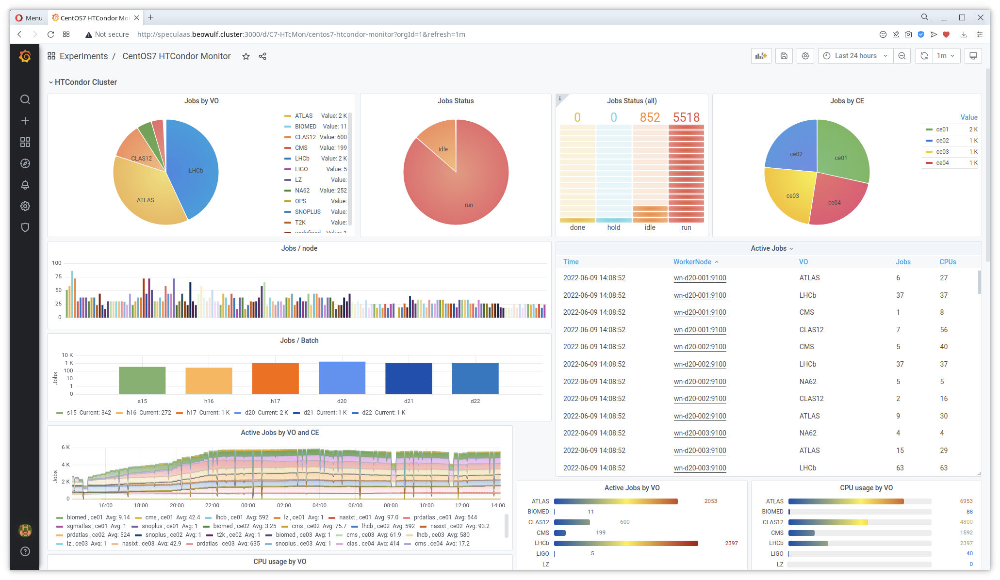 Menu
CentOS7 HTCondor Mo
Not secure http://speculaas.beowulf.cluster:3000/d/C7-HTcMon/centos7-htcondor-monitor?orgId=1&refresh=1m
Experiments / CentOS7 HTCondor Monitor
Last 24 hours
1m
HTCondor Cluster
Jobs by VO
LHCb
ATLAS
CLAS12
ATLAS Value: 2 K
BIOMED Value: 11
CLAS12 Value: 600
CMS Value: 199
LHCb Value: 2 K
LIGO Value: 5
LZ Value:
NA62 Value: 252
OPS Value:
SNOPLUS Value:
T2K Value:
undefined Value: 1
Jobs Status
idle
run
Jobs Status (all)
0 0 852 5518
done hold idle run
Jobs by CE
ce02
ce01
ce03
ce04
Value
ce01 2 K
ce02 1 K
ce03 1 K
ce04 1 K
Jobs / node
100
75
50
25
0
Jobs / Batch
Jobs
10 K
1 K
100
10
1
0
s15 h16 h17 d20 d21 d22
s15 Current: 342 h16 Current: 272 h17 Current: 1 K d20 Current: 2 K d21 Current: 1 K d22 Current: 1 K
Active Jobs
Time WorkerNode VO Jobs CPUs
2022-06-09 14:08:52 wn-d20-001:9100 ATLAS 6 27
2022-06-09 14:08:52 wn-d20-001:9100 LHCb 37 37
2022-06-09 14:08:52 wn-d20-001:9100 CMS 1 8
2022-06-09 14:08:52 wn-d20-001:9100 CLAS12 7 56
2022-06-09 14:08:52 wn-d20-002:9100 CMS 5 40
2022-06-09 14:08:52 wn-d20-002:9100 LHCb 37 37
2022-06-09 14:08:52 wn-d20-002:9100 NA62 5 5
2022-06-09 14:08:52 wn-d20-002:9100 CLAS12 2 16
2022-06-09 14:08:52 wn-d20-002:9100 ATLAS 9 30
2022-06-09 14:08:52 wn-d20-003:9100 NA62 4 4
2022-06-09 14:08:52 wn-d20-003:9100 ATLAS 15 29
2022-06-09 14:08:52 wn-d20-003:9100 LHCb 63 63
Active Jobs by VO and CE
Jobs
6 K
4 K
2 K
0
16:00 18:00 20:00 22:00 00:00 02:00 04:00 06:00 08:00 10:00 12:00 14:00
biomed , ce01 Avg: 9.14 cms , ce01 Avg: 42.4 lhcb , ce01 Avg: 592 lz , ce01 Avg: 1 nasixt , ce01 Avg: 97.0 prdatlas , ce01 Avg: 544
sgmatlas , ce01 Avg: 1 snoplus , ce01 Avg: 1 biomed , ce02 Avg: 3.25 cms , ce02 Avg: 75.7 lhcb , ce02 Avg: 592 nasixt , ce02 Avg: 93.2
prdatlas , ce02 Avg: 524 snoplus , ce02 Avg: 1 t2k , ce02 Avg: 1 biomed , ce03 Avg: 1 cms , ce03 Avg: 61.9 lhcb , ce03 Avg: 580
lz , ce03 Avg: 1 nasixt , ce03 Avg: 42.9 prdatlas , ce03 Avg: 635 snoplus , ce03 Avg: 1 clas , ce04 Avg: 414 cms , ce04 Avg: 17.2
CPU usage by VO
Active Jobs by VO
ATLAS 2053
BIOMED 11
CLAS12 600
CMS 199
LHCb 2397
LIGO 5
LZ
CPU usage by VO
ATLAS 6953
BIOMED 88
CLAS12 4800
CMS 1592
LHCb 2397
LIGO 40
LZ 0